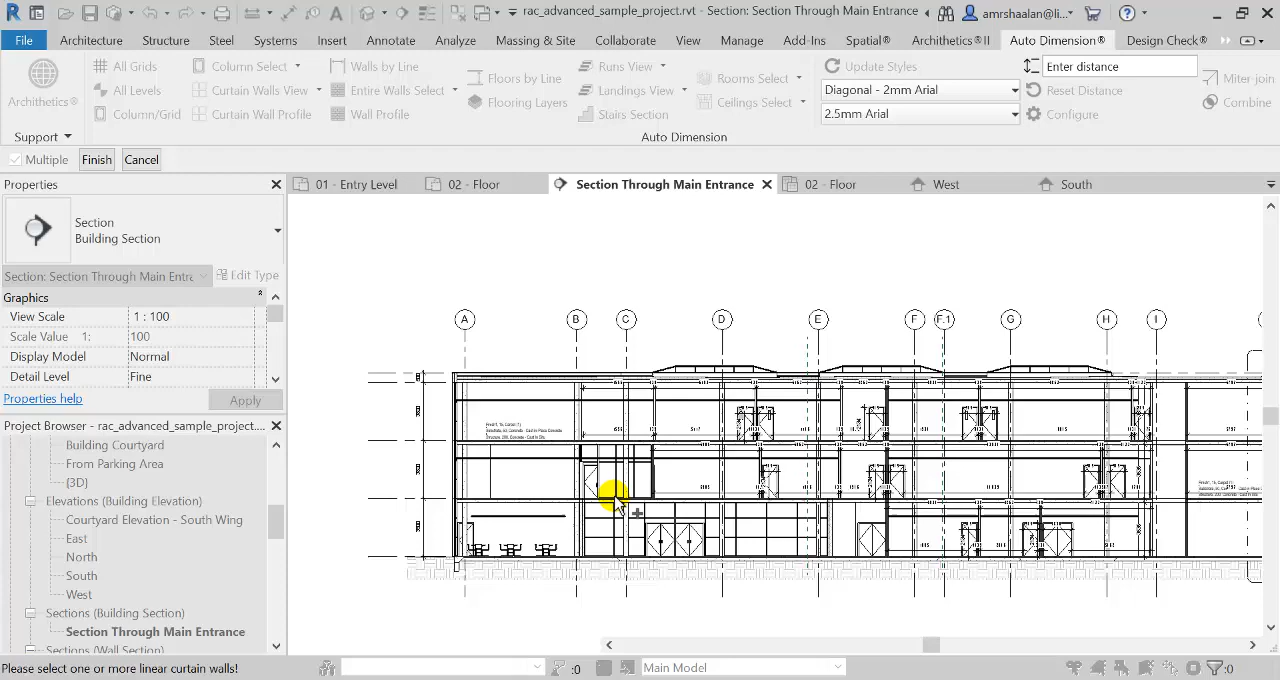 rac_advanced_sample_project.rvt - Section: Section Through Main Entrance
amrshaalan@li...
File Architecture Structure Steel Systems Insert Annotate Analyze Massing & Site Collaborate View Manage Add-Ins Spatial® Archithetics®II Auto Dimension® Design Check®
All Grids Column Select Walls by Line Floors by Line Runs View Rooms Select Update Styles Enter distance Miter-join
All Levels Curtain Walls View Entire Walls Select Flooring Layers Landings View Ceilings Select Diagonal - 2mm Arial Reset Distance Combine
Archithetics® Column/Grid Curtain Wall Profile Wall Profile Stairs Section 2.5mm Arial Configure
Support Auto Dimension
Multiple Finish Cancel
Properties
01 - Entry Level 02 - Floor Section Through Main Entrance 02 - Floor West South
Section
Building Section
Section: Section Through Main Entra Edit Type
Graphics
View Scale 1 : 100
Scale Value 1: 100
Display Model Normal
Detail Level Fine
Properties help Apply
A B C D E F F.1 G H I
Project Browser - rac_advanced_sample_project....
Building Courtyard
From Parking Area
{3D}
Elevations (Building Elevation)
Courtyard Elevation - South Wing
East
North
South
West
Sections (Building Section)
Section Through Main Entrance
Sections (Wall Section)
Please select one or more linear curtain walls! :0 Main Model :0